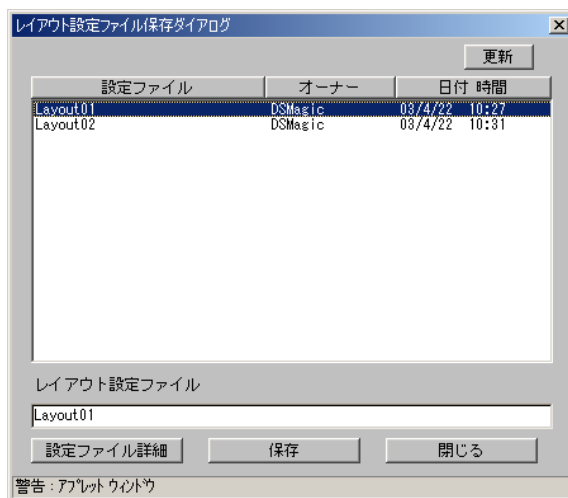 レイアウト設定ファイル保存ダイアログ
更新
設定ファイル オーナー 日付 時間
Layout01 DSMagic 03/4/22 10:27
Layout02 DSMagic 03/4/22 10:31
レイアウト設定ファイル
Layout01
設定ファイル詳細 保存 閉じる
警告 : アプレット ウィンドウ